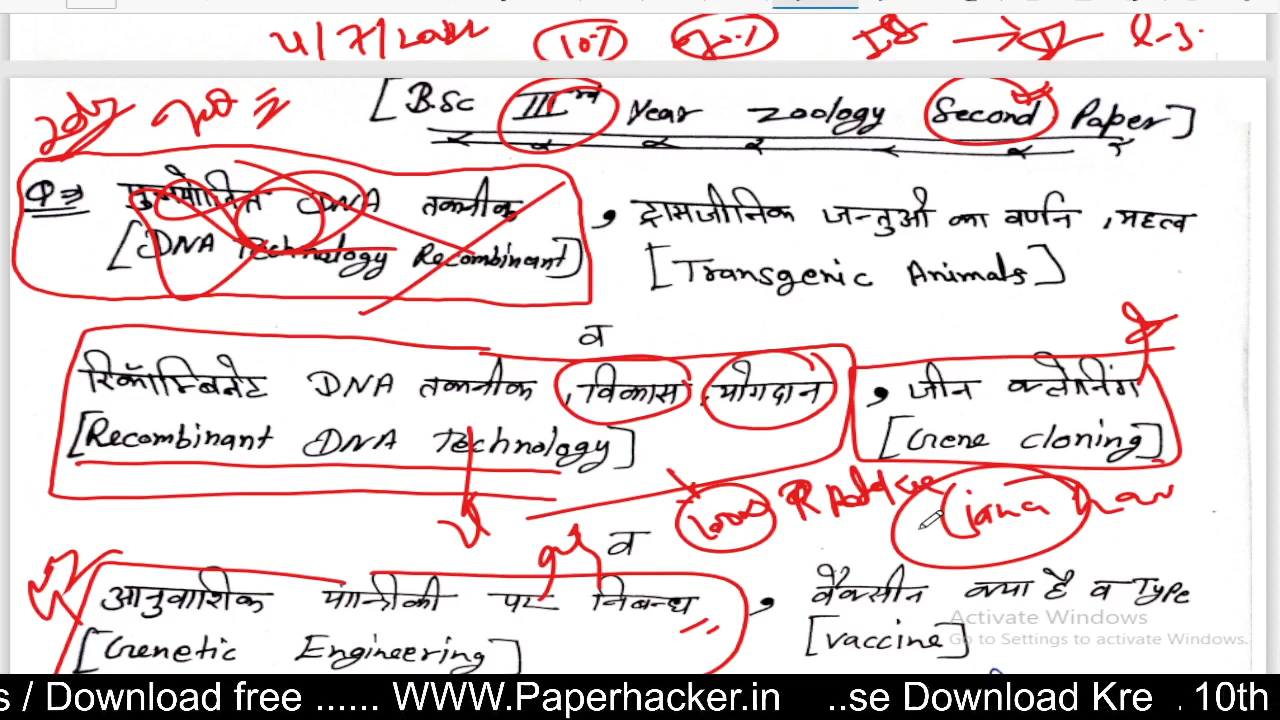 [B.Sc IIIrd Year Zoology Second Paper]
Q⇒ पुनर्योजित DNA तकनीक , ट्रांसजीनिक जन्तुओ का वर्णन , महत्व
[DNA Technology Recombinant] [Transgenic Animals]
व
रिकॉम्बिनेट DNA तकनीक , विकास , योगदान , जीन क्लोनिंग
[Recombinant DNA Technology] [Gene cloning]
व
आनुवांशिक यांत्रिकी पर निबन्ध , वैक्सीन क्या है व Type
[Genetic Engineering] [vaccine]
Activate Windows
Go to Settings to activate Windows.
s / Download free ...... WWW.Paperhacker.in ..se Download Kre . 10th